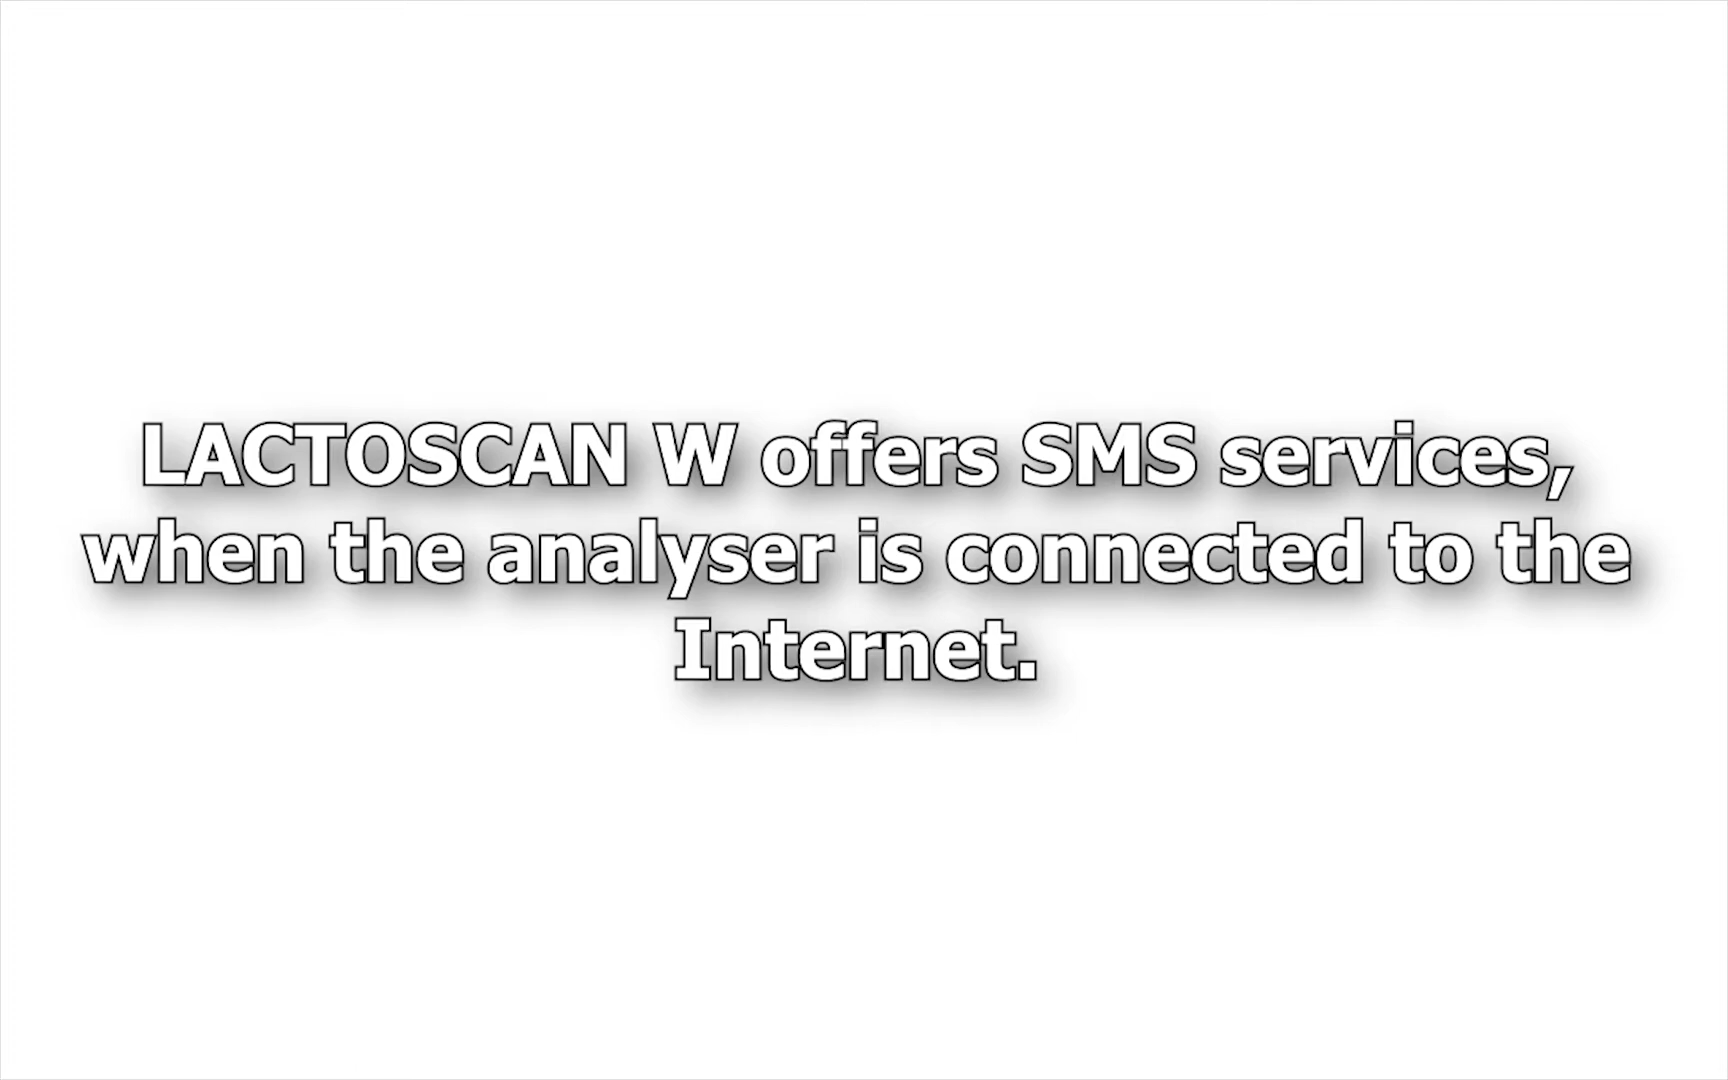 LACTOSCAN W offers SMS services,
when the analyser is connected to the
Internet.